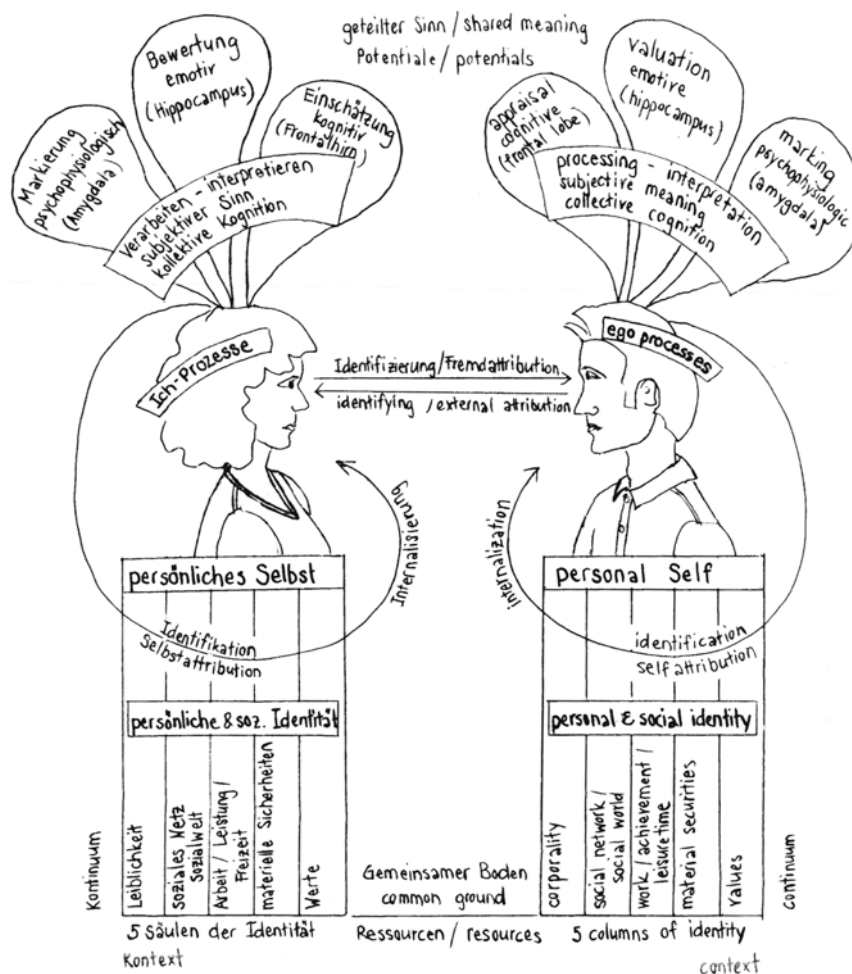 geteilter Sinn / shared meaning
Potentiale / potentials
Markierung
psychophysiologisch
(Amygdala)
Bewertung
emotiv
(Hippocampus)
Einschätzung
kognitiv
(Frontalhirn)
Verarbeiten - interpretieren
subjektiver Sinn
kollektive Kognition
appraisal
cognitive
(frontal lobe)
valuation
emotive
(hippocampus)
marking
psychophysiologic
(amygdala)
processing - interpretation
subjective meaning
collective cognition
Ich-Prozesse
ego processes
Identifizierung/Fremdattribution
identifying / external attribution
Internalisierung
internalization
persönliches Selbst
personal Self
Identifikation
Selbstattribution
identification
self attribution
persönliche & soz. Identität
personal & social identity
Kontinuum
Leiblichkeit
soziales Netz
Sozialwelt
Arbeit / Leistung /
Freizeit
materielle Sicherheiten
Werte
Gemeinsamer Boden
common ground
corporality
social network /
social world
work / achievement /
leisure time
material securities
values
continuum
5 Säulen der Identität
Ressourcen / resources
5 columns of identity
Kontext
context